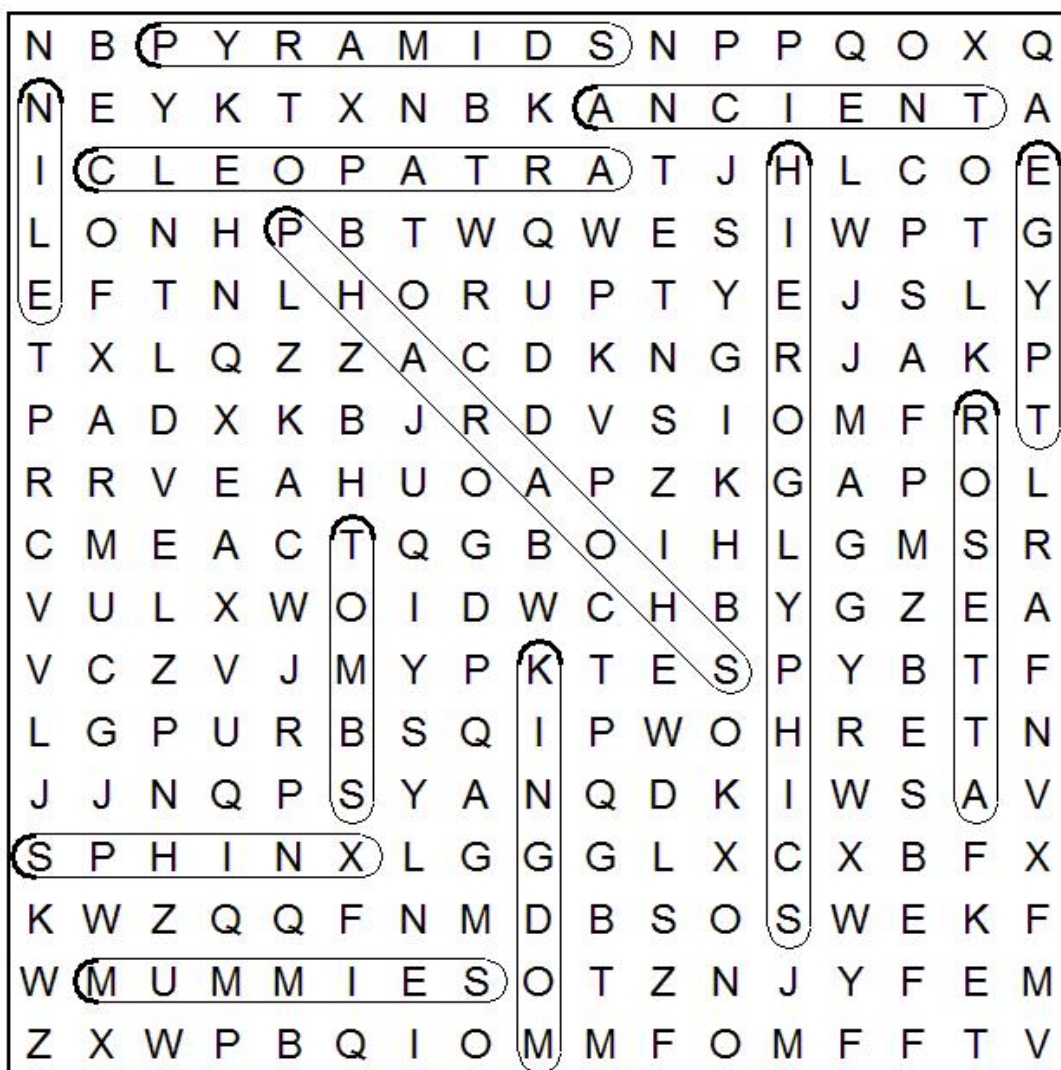 N B P Y R A M I D S N P P Q O X Q
N E Y K T X N B K A N C I E N T A
I C L E O P A T R A T J H L C O E
L O N H P B T W Q W E S I W P T G
E F T N L H O R U P T Y E J S L Y
T X L Q Z Z A C D K N G R J A K P
P A D X K B J R D V S I O M F R T
R R V E A H U O A P Z K G A P O L
C M E A C T Q G B O I H L G M S R
V U L X W O I D W C H B Y G Z E A
V C Z V J M Y P K T E S P Y B T F
L G P U R B S Q I P W O H R E T N
J J N Q P S Y A N Q D K I W S A V
S P H I N X L G G G L X C X B F X
K W Z Q Q F N M D B S O S W E K F
W M U M M I E S O T Z N J Y F E M
Z X W P B Q I O M M F O M F F T V